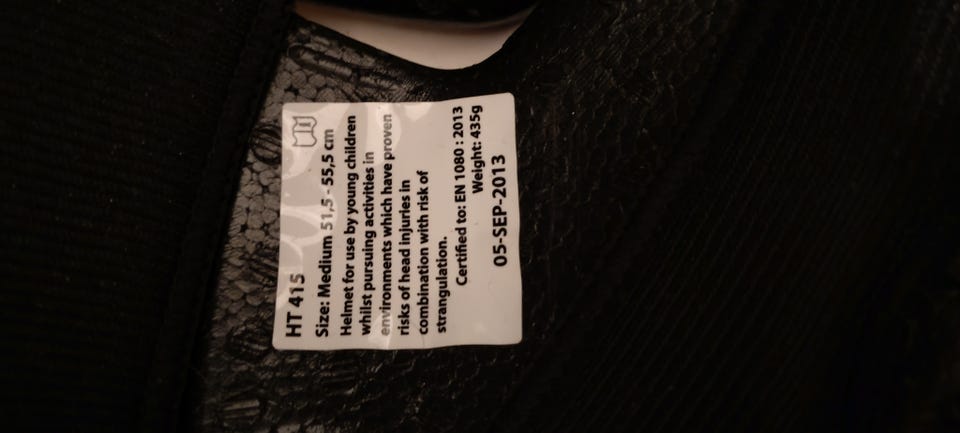 HT 415
Size: Medium 51,5 - 55,5 cm
Helmet for use by young children
whilst pursuing activities in
environments which have proven
risks of head injuries in
combination with risk of
strangulation.
Certified to: EN 1080 : 2013
Weight: 435g
05-SEP-2013